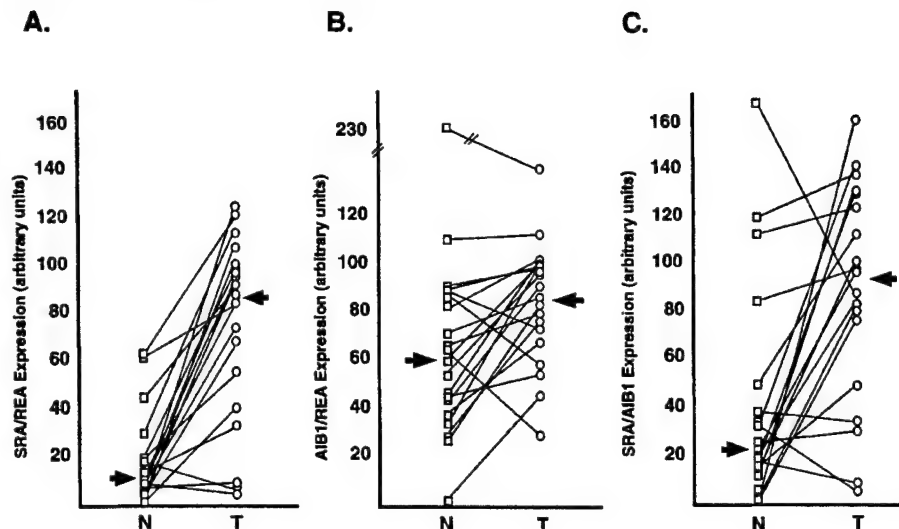 A.
SRA/REA Expression (arbitrary units)
160
140
120
100
80
60
40
20
N T
B.
AIB1/REA Expression (arbitrary units)
230
120
100
80
60
40
20
N T
C.
SRA/AIB1 Expression (arbitrary units)
160
140
120
100
80
60
40
20
N T